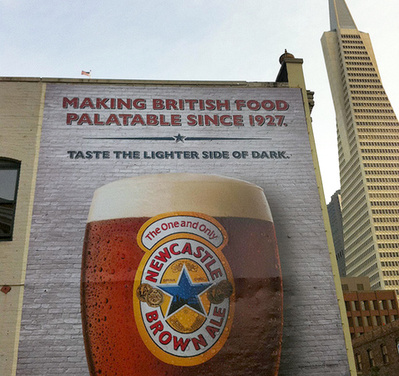 MAKING BRITISH FOOD
PALATABLE SINCE 1927.
TASTE THE LIGHTER SIDE OF DARK.
The One and Only
NEWCASTLE
BROWN ALE